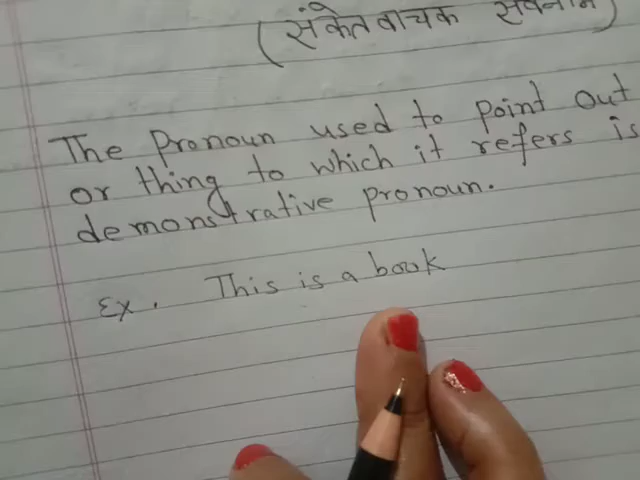 (संकेतवाचक सर्वनाम)
The Pronoun used to point Out
or thing to which it refers is
demonstrative pronoun.
Ex. This is a book